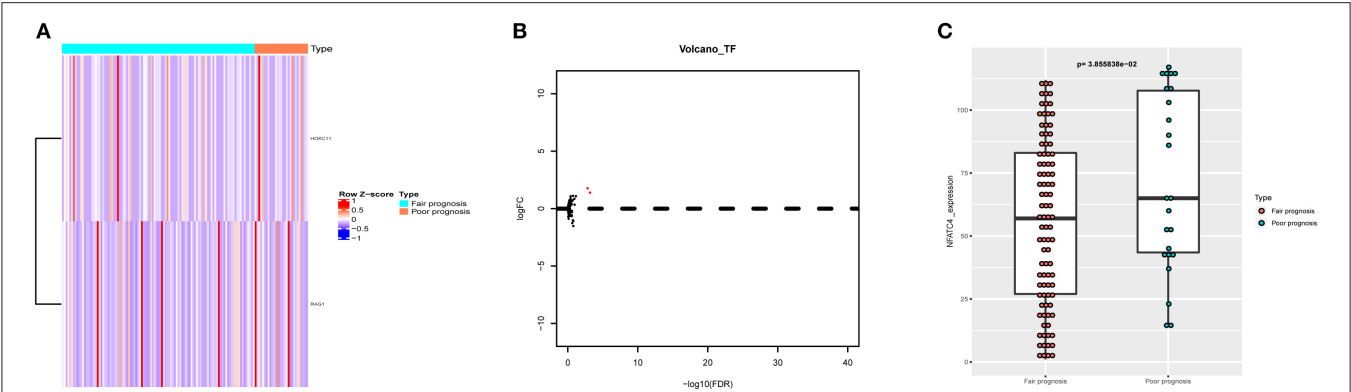 A
Type
HOXC11
RAG1
Row Z−score
1
0.5
0
−0.5
−1
Type
Fair prognosis
Poor prognosis
B
Volcano_TF
logFC
10
5
0
−5
−10
0
10
20
30
40
−log10(FDR)
C
p= 3.855838e−02
NFATC4 _expression
100
75
50
25
0
Fair prognosis
Poor prognosis
Type
Fair prognosis
Poor prognosis